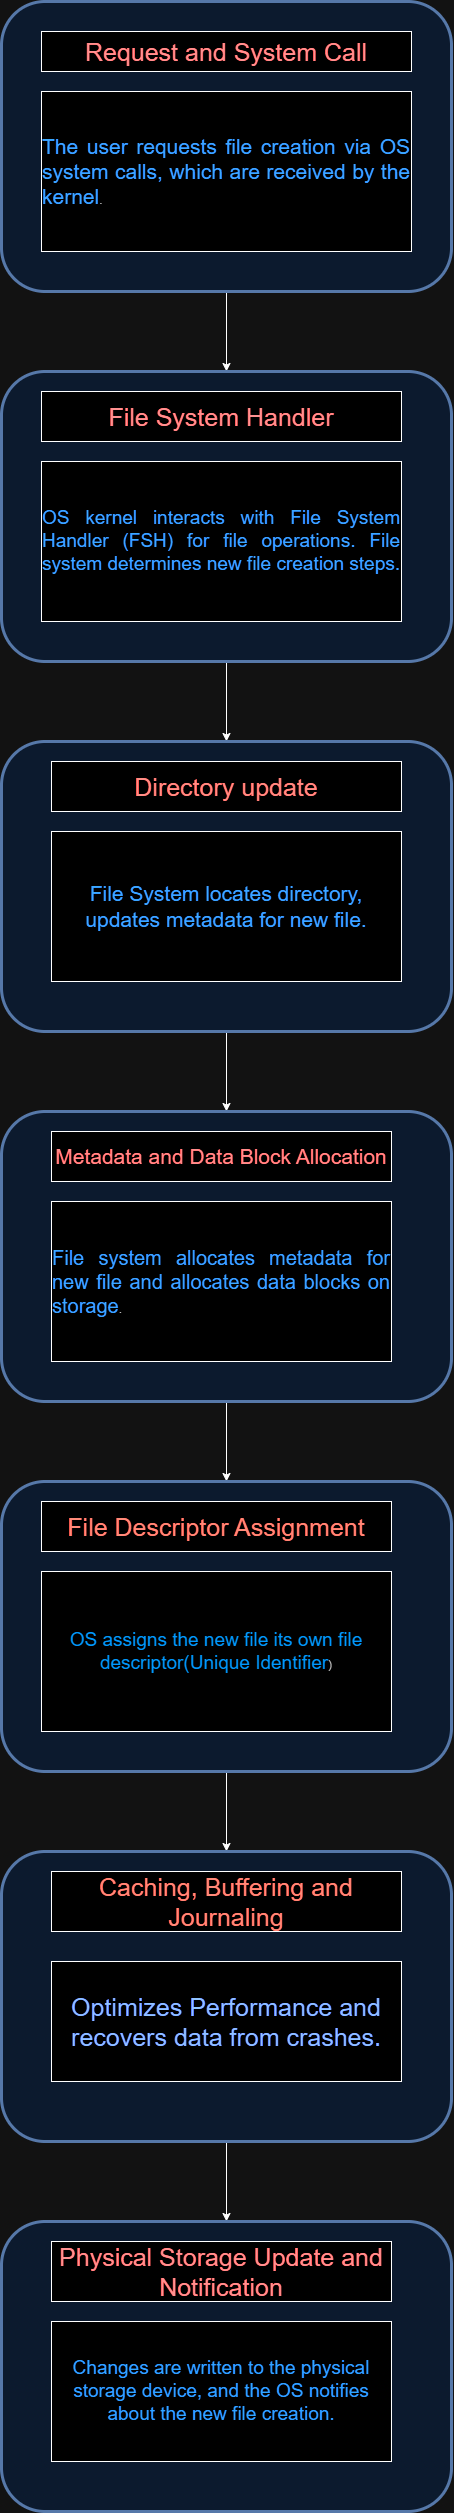 Request and System Call
The user requests file creation via OS
system calls, which are received by the
kernel.
File System Handler
OS kernel interacts with File System
Handler (FSH) for file operations. File
system determines new file creation steps.
Directory update
File System locates directory,
updates metadata for new file.
Metadata and Data Block Allocation
File system allocates metadata for
new file and allocates data blocks on
storage.
File Descriptor Assignment
OS assigns the new file its own file
descriptor(Unique Identifier)
Caching, Buffering and
Journaling
Optimizes Performance and
recovers data from crashes.
Physical Storage Update and
Notification
Changes are written to the physical
storage device, and the OS notifies
about the new file creation.